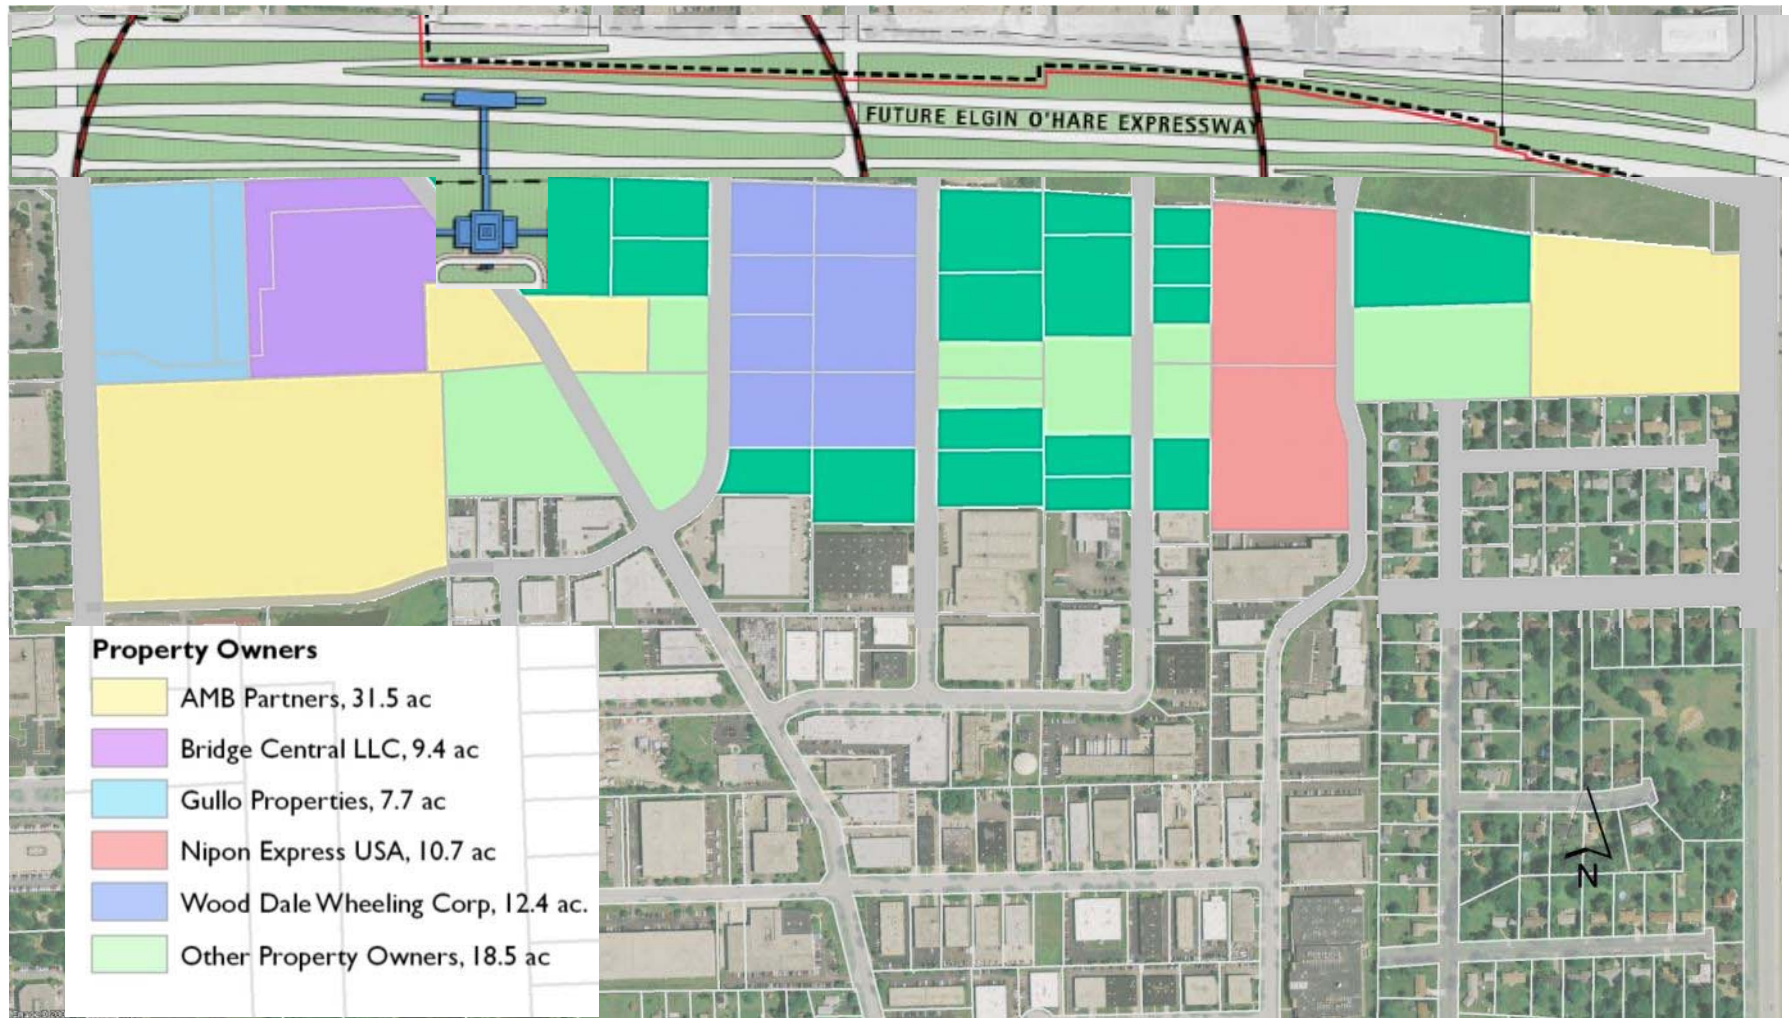 FUTURE ELGIN O'HARE EXPRESSWAY
Property Owners
AMB Partners, 31.5 ac
Bridge Central LLC, 9.4 ac
Gullo Properties, 7.7 ac
Nipon Express USA, 10.7 ac
Wood Dale Wheeling Corp, 12.4 ac.
Other Property Owners, 18.5 ac
N